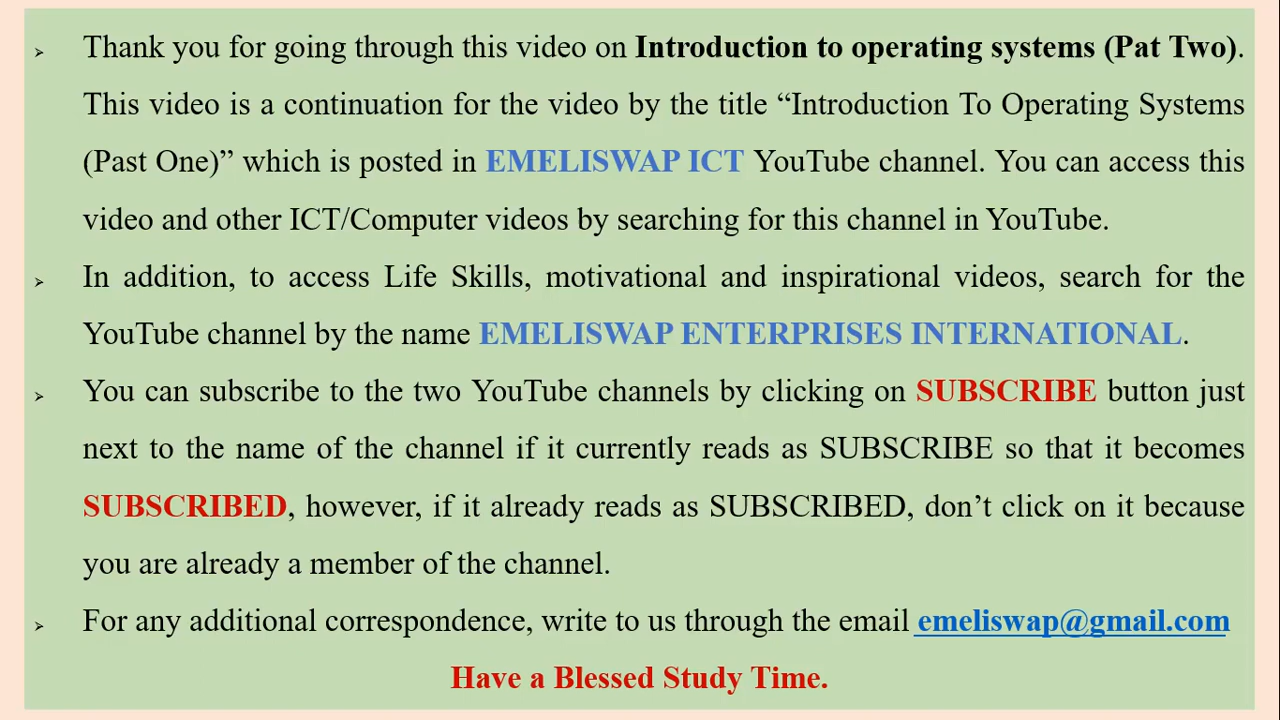 ➢ Thank you for going through this video on Introduction to operating systems (Pat Two).
This video is a continuation for the video by the title “Introduction To Operating Systems
(Past One)” which is posted in EMELISWAP ICT YouTube channel. You can access this
video and other ICT/Computer videos by searching for this channel in YouTube.
➢ In addition, to access Life Skills, motivational and inspirational videos, search for the
YouTube channel by the name EMELISWAP ENTERPRISES INTERNATIONAL.
➢ You can subscribe to the two YouTube channels by clicking on SUBSCRIBE button just
next to the name of the channel if it currently reads as SUBSCRIBE so that it becomes
SUBSCRIBED, however, if it already reads as SUBSCRIBED, don’t click on it because
you are already a member of the channel.
➢ For any additional correspondence, write to us through the email emeliswap@gmail.com
Have a Blessed Study Time.